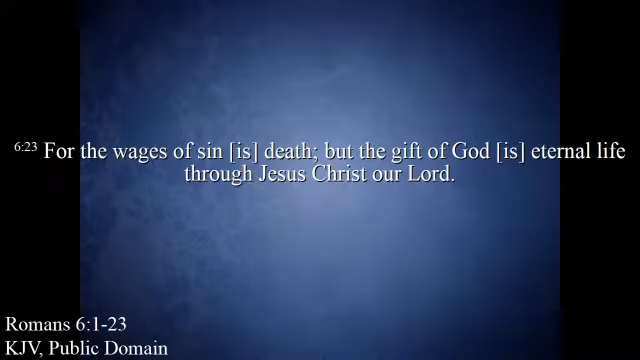 6:23 For the wages of sin [is] death; but the gift of God [is] eternal life
through Jesus Christ our Lord.
Romans 6:1-23
KJV, Public Domain